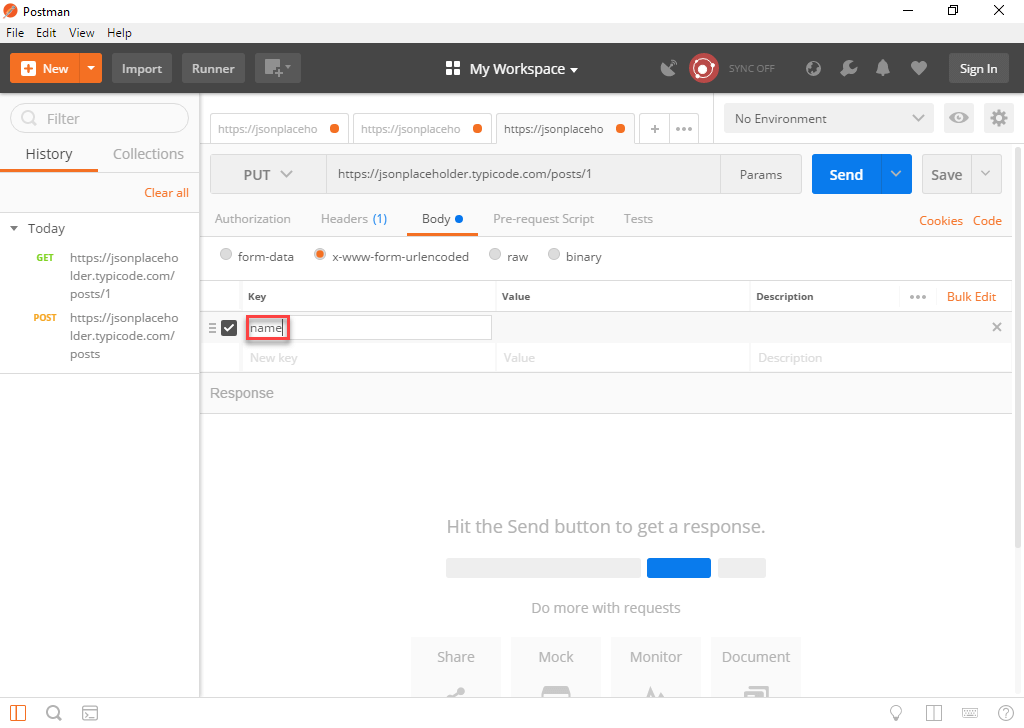 Postman
File Edit View Help
New Import Runner My Workspace SYNC OFF Sign In
Filter
History Collections
Clear all
Today
GET https://jsonplaceho
lder.typicode.com/
posts/1
POST https://jsonplaceho
lder.typicode.com/
posts
https://jsonplaceho https://jsonplaceho https://jsonplaceho + ••• No Environment
PUT https://jsonplaceholder.typicode.com/posts/1 Params Send Save
Authorization Headers (1) Body Pre-request Script Tests Cookies Code
form-data x-www-form-urlencoded raw binary
Key Value Description ••• Bulk Edit
name
New key Value Description
Response
Hit the Send button to get a response.
Do more with requests
Share Mock Monitor Document